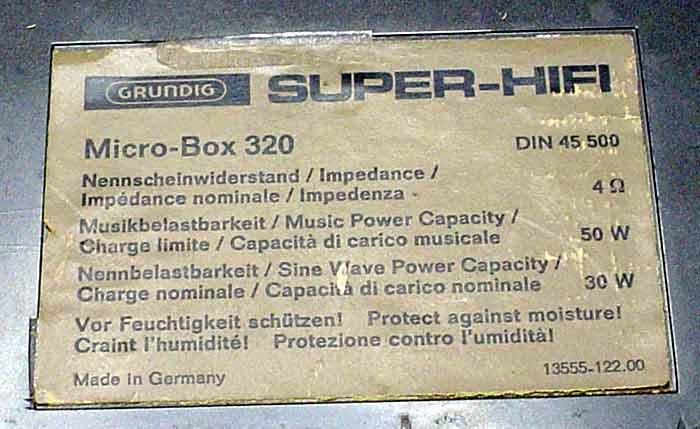 GRUNDIG SUPER-HIFI
Micro-Box 320 DIN 45 500
Nennscheinwiderstand / Impedance /
Impédance nominale / Impedenza 4 Ω
Musikbelastbarkeit / Music Power Capacity /
Charge limite / Capacità di carico musicale 50 W
Nennbelastbarkeit / Sine Wave Power Capacity /
Charge nominale / Capacità di carico nominale 30 W
Vor Feuchtigkeit schützen! Protect against moisture!
Craint l'humidité! Protezione contro l'umidità!
Made in Germany 13555-122.00